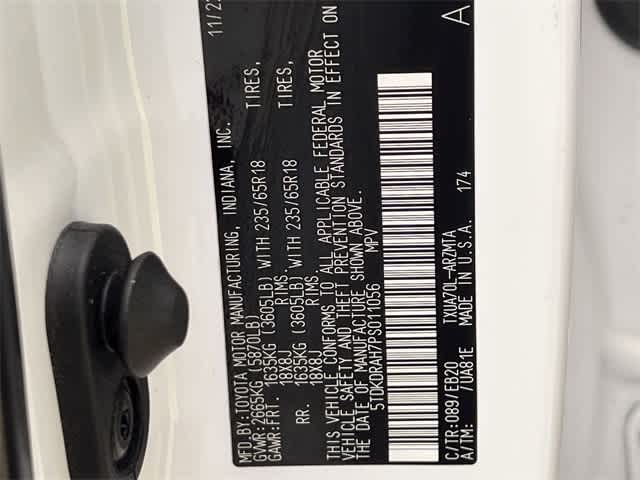 MFD.BY:TOYOTA MOTOR MANUFACTURING, INDIANA, INC. 11/2
GVWR:2665KG (5870LB)
GAWR:FRT. 1635KG (3605LB) WITH 235/65R18 TIRES,
18X8J RIMS.
RR. 1635KG (3605LB) WITH 235/65R18 TIRES,
18X8J RIMS.
THIS VEHICLE CONFORMS TO ALL APPLICABLE FEDERAL MOTOR
VEHICLE SAFETY AND THEFT PREVENTION STANDARDS IN EFFECT ON
THE DATE OF MANUFACTURE SHOWN ABOVE.
5TDKDRAH7PS011056 MPV
C/TR:089/EB20 TXUA70L-ARZMTA A
A/TM: /UA81E MADE IN U.S.A. 174